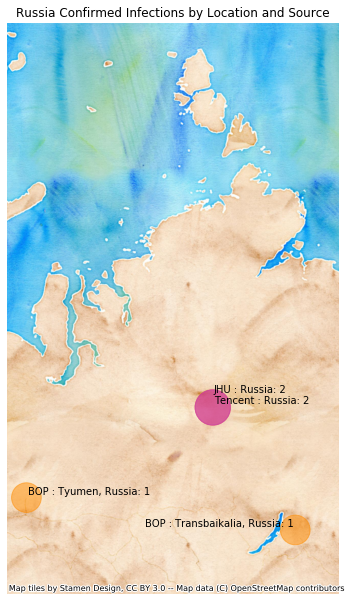 Russia Confirmed Infections by Location and Source
JHU : Russia: 2
Tencent : Russia: 2
BOP : Tyumen, Russia: 1
BOP : Transbaikalia, Russia: 1
Map tiles by Stamen Design, CC BY 3.0 -- Map data (C) OpenStreetMap contributors